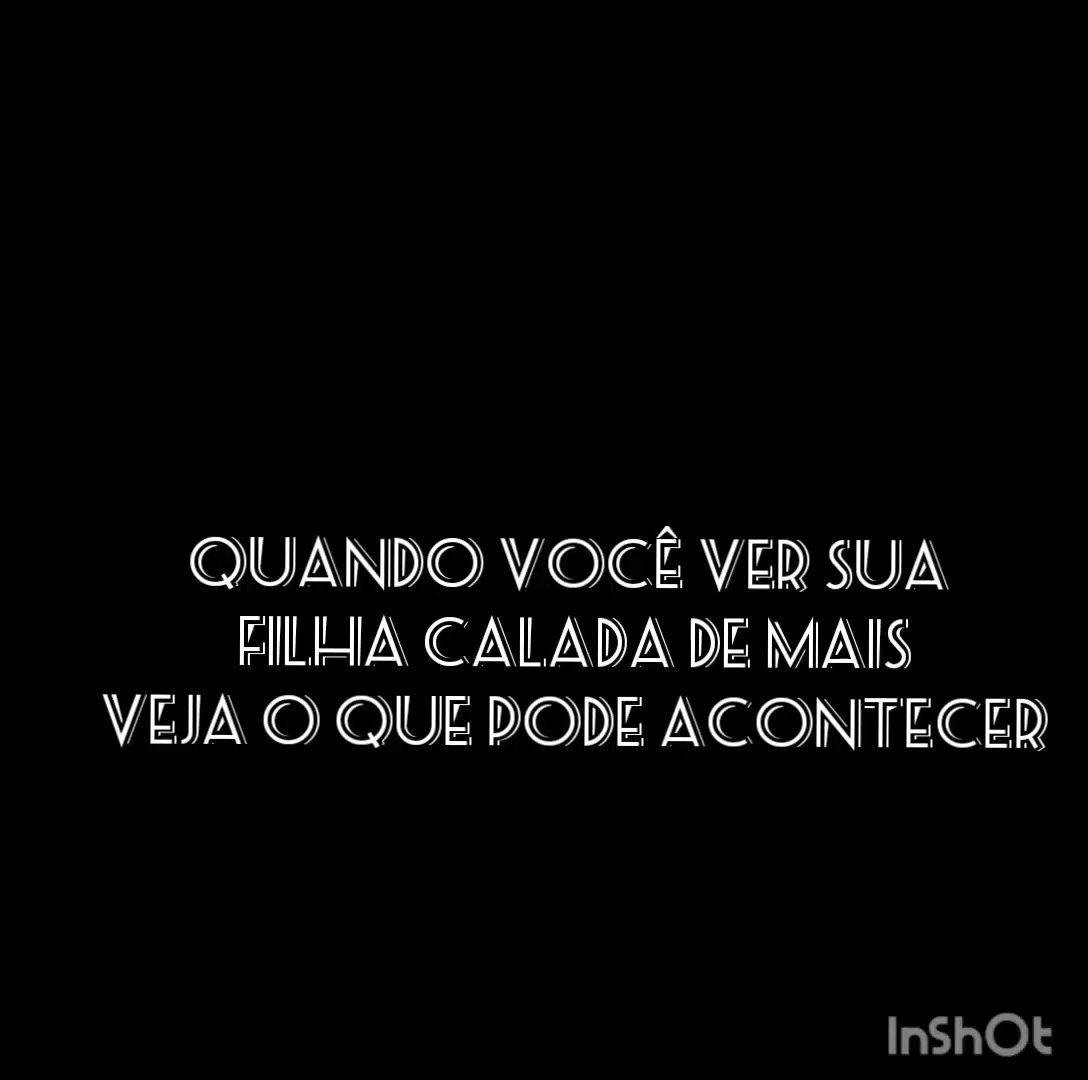 QUANDO VOCÊ VER SUA
FILHA CALADA DE MAIS
VEJA O QUE PODE ACONTECER
InShOt